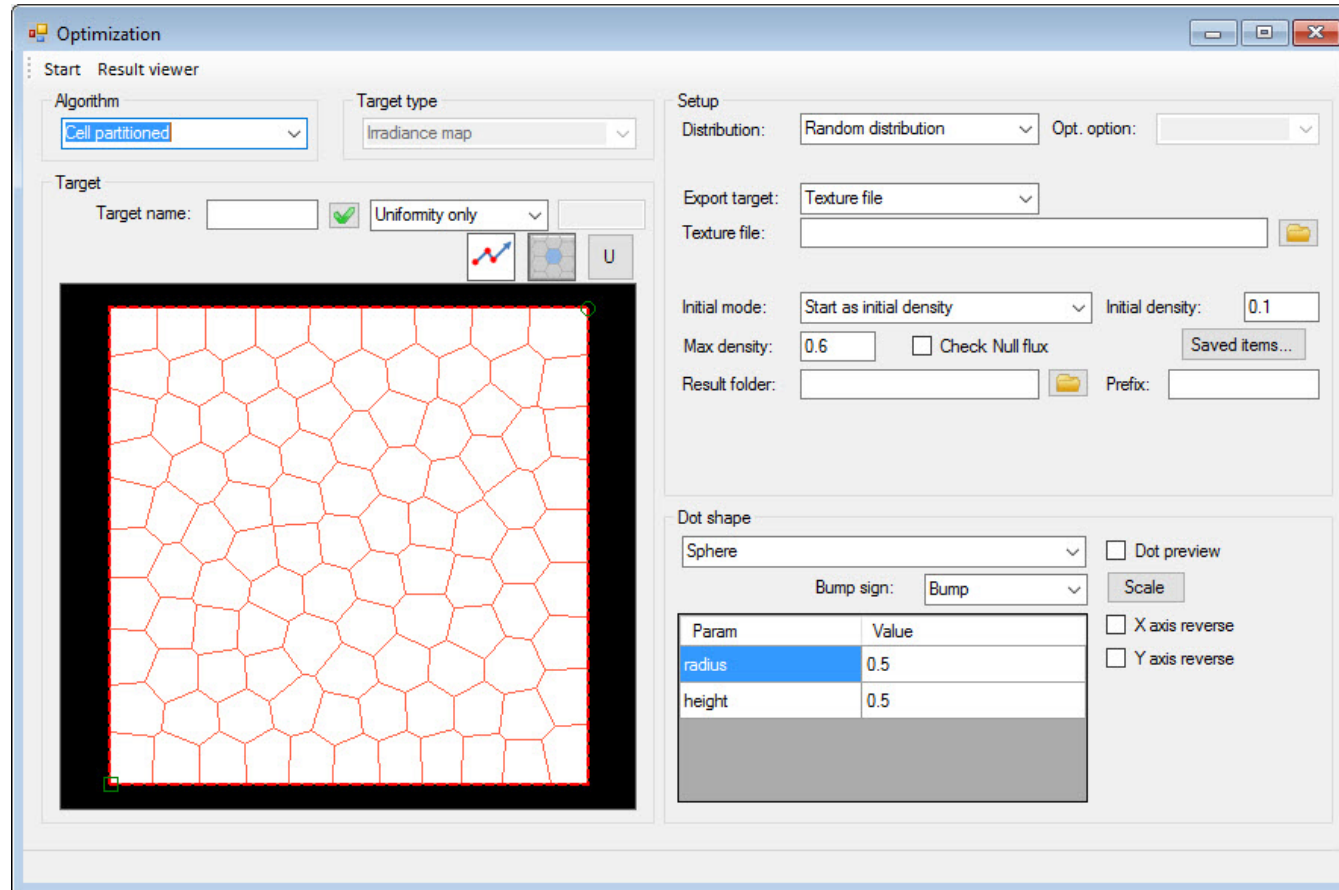 Optimization
Start Result viewer
Algorithm
Cell partitioned
Target type
Irradiance map
Target
Target name:
Uniformity only
U
Setup
Distribution: Random distribution Opt. option:
Export target: Texture file
Texture file:
Initial mode: Start as initial density Initial density: 0.1
Max density: 0.6 Check Null flux Saved items...
Result folder: Prefix:
Dot shape
Sphere Dot preview
Bump sign: Bump Scale
Param Value X axis reverse
radius 0.5 Y axis reverse
height 0.5